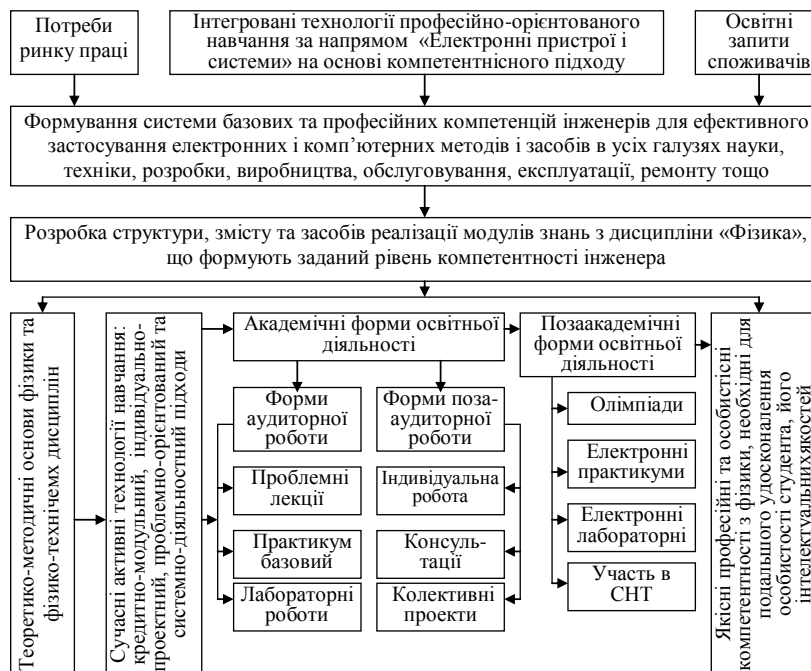 Потреби
ринку праці
Інтегровані технології професійно-орієнтованого
навчання за напрямом «Електронні пристрої і
системи» на основі компетентнісного підходу
Освітні
запити
споживачів
Формування системи базових та професійних компетенцій інженерів для ефективного
застосування електронних і комп’ютерних методів і засобів в усіх галузях науки,
техніки, розробки, виробництва, обслуговування, експлуатації, ремонту тощо
Розробка структури, змісту та засобів реалізації модулів знань з дисципліни «Фізика»,
що формують заданий рівень компетентності інженера
Теоретико-методичні основи фізики та
фізико-технічемх дисциплін
Сучасні активні технології навчання:
кредитно-модульний, індивідуально-
проектний, проблемно-орієнтований та
системно-діяльностний підходи
Академічні форми освітньої
діяльності
Форми
аудиторної
роботи
Проблемні
лекції
Практикум
базовий
Лабораторні
роботи
Форми поза-
аудиторної
роботи
Індивідуальна
робота
Консуль-
тації
Колективні
проекти
Позаакадемічні
форми освітньої
діяльності
Олімпіади
Електронні
практикуми
Електронні
лабораторні
Участь в
СНТ
Якісні професійні та особистісні
компетентності з фізики, необхідні для
подальшого удосконалення
особистості студента, його
інтелектуальнихякостей